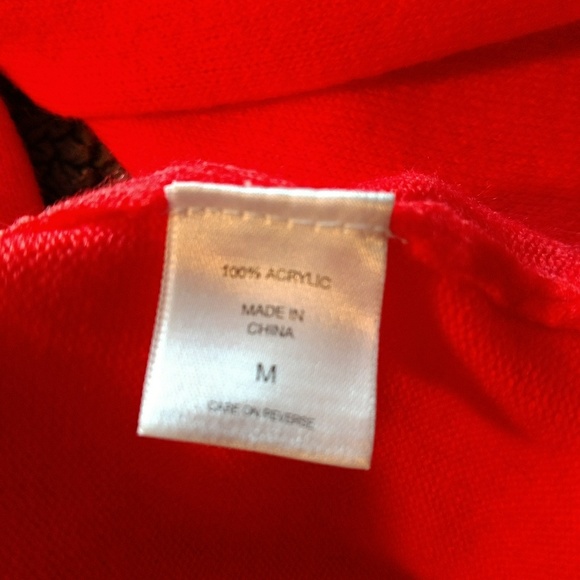 100% ACRYLIC
MADE IN
CHINA
M
CARE ON REVERSE